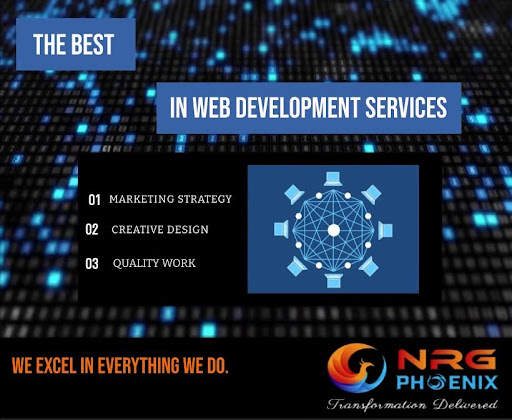 THE BEST
IN WEB DEVELOPMENT SERVICES
01 MARKETING STRATEGY
02 CREATIVE DESIGN
03 QUALITY WORK
WE EXCEL IN EVERYTHING WE DO.
NRG
PHOENIX
Transformation Delivered